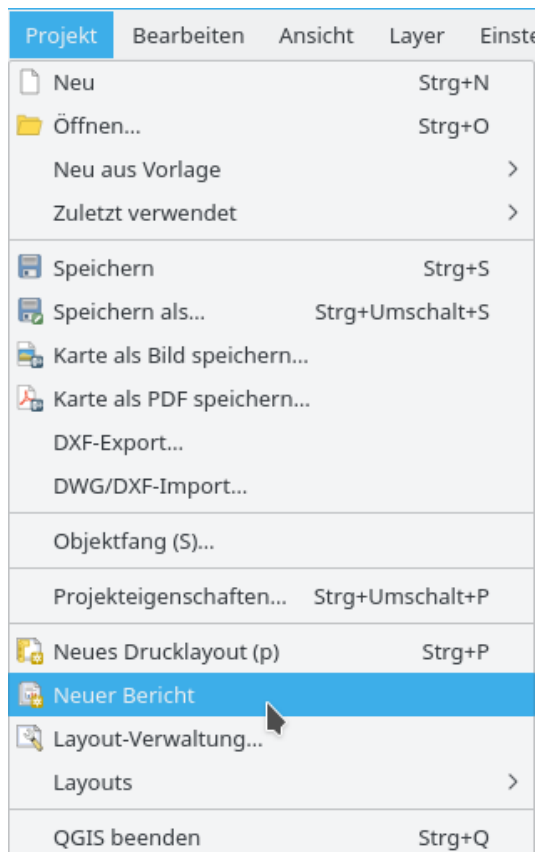 Projekt Bearbeiten Ansicht Layer
Neu Strg+N
Öffnen... Strg+O
Neu aus Vorlage
Zuletzt verwendet
Speichern Strg+S
Speichern als... Strg+Umschalt+S
Karte als Bild speichern...
Karte als PDF speichern...
DXF-Export...
DWG/DXF-Import...
Objektfang (S)...
Projekteigenschaften... Strg+Umschalt+P
Neues Drucklayout (p) Strg+P
Neuer Bericht
Layout-Verwaltung...
Layouts
QGIS beenden Strg+Q